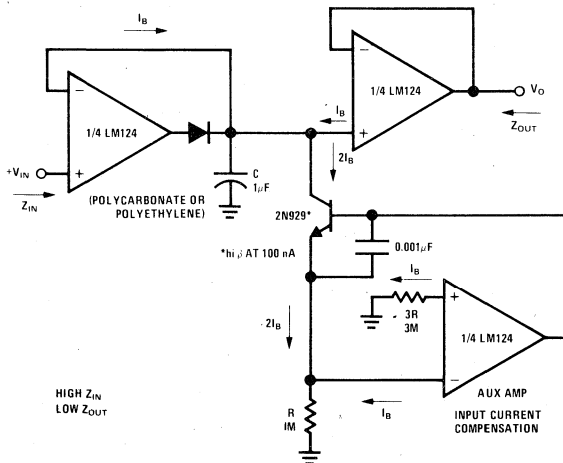 I_B
−
1/4 LM124
+
+V_IN
Z_IN
C
1μF
(POLYCARBONATE OR
POLYETHYLENE)
−
1/4 LM124
+
I_B
V_O
Z_OUT
2I_B
2N929*
*hi β AT 100 nA
0.001μF
I_B
3R
3M
+
1/4 LM124
−
2I_B
I_B
R
1M
AUX AMP
INPUT CURRENT
COMPENSATION
HIGH Z_IN
LOW Z_OUT